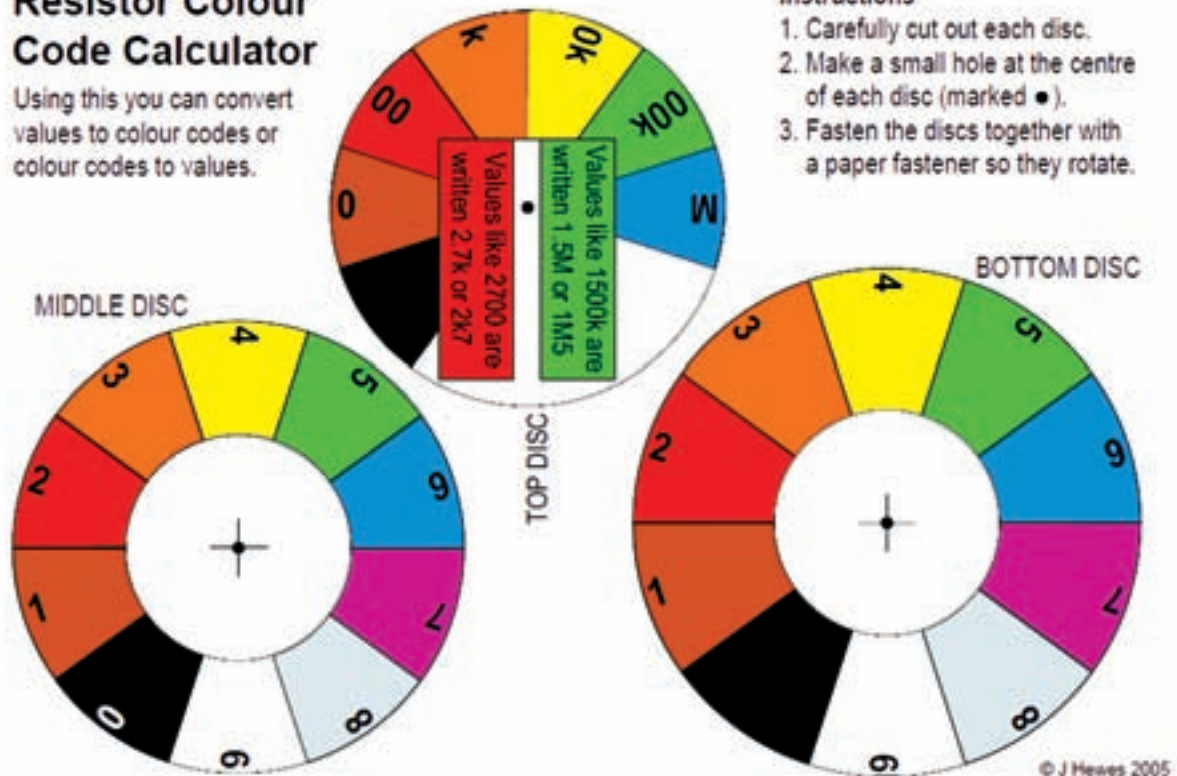 Resistor Colour
Code Calculator
Using this you can convert
values to colour codes or
colour codes to values.
Instructions
1. Carefully cut out each disc.
2. Make a small hole at the centre
of each disc (marked ●).
3. Fasten the discs together with
a paper fastener so they rotate.
0
00
k
0k
00k
M
Values like 2700 are
written 2.7k or 2k7
Values like 1500k are
written 1.5M or 1M5
TOP DISC
MIDDLE DISC
0
1
2
3
4
5
6
7
8
9
BOTTOM DISC
1
2
3
4
5
6
7
8
9
© J Hewes 2005